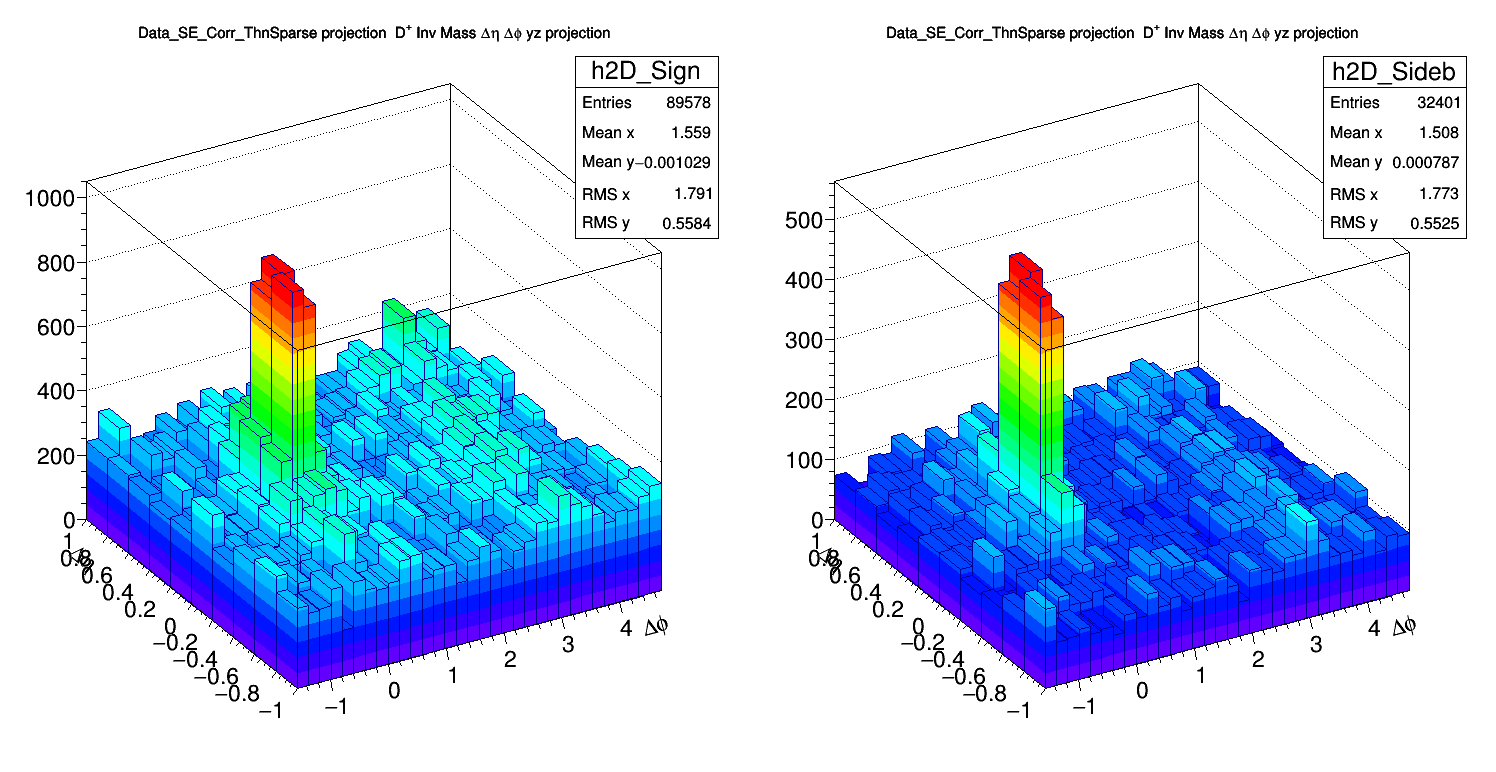 Data_SE_Corr_ThnSparse projection D⁺ Inv Mass Δη Δϕ yz projection
h2D_Sign
Entries 89578
Mean x 1.559
Mean y −0.001029
RMS x 1.791
RMS y 0.5584
1000
800
600
400
200
0
1
0.8
0.6
0.4
0.2
0
−0.2
−0.4
−0.6
−0.8
−1
−1
0
1
2
3
4
Δϕ
Data_SE_Corr_ThnSparse projection D⁺ Inv Mass Δη Δϕ yz projection
h2D_Sideb
Entries 32401
Mean x 1.508
Mean y 0.000787
RMS x 1.773
RMS y 0.5525
500
400
300
200
100
0
1
0.8
0.6
0.4
0.2
0
−0.2
−0.4
−0.6
−0.8
−1
−1
0
1
2
3
4
Δϕ